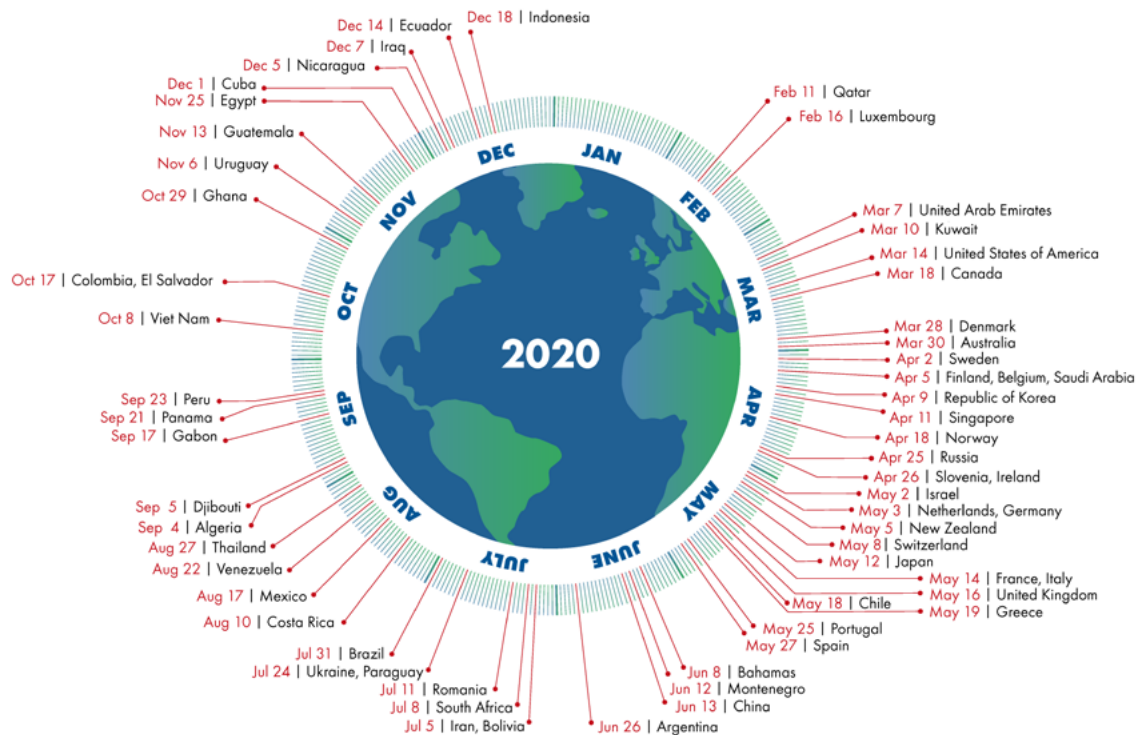 Dec 18 | Indonesia
Dec 14 | Ecuador
Dec 7 | Iraq
Dec 5 | Nicaragua
Dec 1 | Cuba
Nov 25 | Egypt
Nov 13 | Guatemala
Nov 6 | Uruguay
Oct 29 | Ghana
Oct 17 | Colombia, El Salvador
Oct 8 | Viet Nam
Sep 23 | Peru
Sep 21 | Panama
Sep 17 | Gabon
Sep 5 | Djibouti
Sep 4 | Algeria
Aug 27 | Thailand
Aug 22 | Venezuela
Aug 17 | Mexico
Aug 10 | Costa Rica
Jul 31 | Brazil
Jul 24 | Ukraine, Paraguay
Jul 11 | Romania
Jul 8 | South Africa
Jul 5 | Iran, Bolivia
Feb 11 | Qatar
Feb 16 | Luxembourg
Mar 7 | United Arab Emirates
Mar 10 | Kuwait
Mar 14 | United States of America
Mar 18 | Canada
Mar 28 | Denmark
Mar 30 | Australia
Apr 2 | Sweden
Apr 5 | Finland, Belgium, Saudi Arabia
Apr 9 | Republic of Korea
Apr 11 | Singapore
Apr 18 | Norway
Apr 25 | Russia
Apr 26 | Slovenia, Ireland
May 2 | Israel
May 3 | Netherlands, Germany
May 5 | New Zealand
May 8 | Switzerland
May 12 | Japan
May 14 | France, Italy
May 16 | United Kingdom
May 18 | Chile
May 19 | Greece
May 25 | Portugal
May 27 | Spain
Jun 8 | Bahamas
Jun 12 | Montenegro
Jun 13 | China
Jun 26 | Argentina
JAN
FEB
MAR
APR
MAY
JUNE
JULY
AUG
SEP
OCT
NOV
DEC
2020